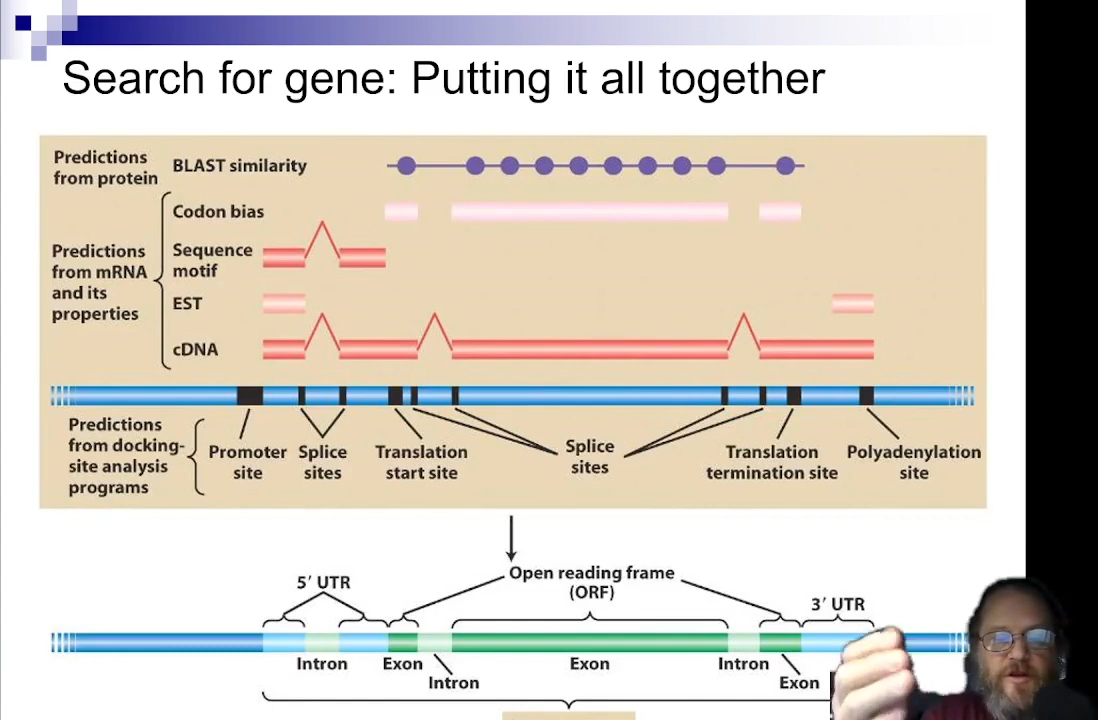 Search for gene: Putting it all together
Predictions
from protein
BLAST similarity
Predictions
from mRNA
and its
properties
Codon bias
Sequence
motif
EST
cDNA
Predictions
from docking-
site analysis
programs
Promoter
site
Splice
sites
Translation
start site
Splice
sites
Translation
termination site
Polyadenylation
site
Open reading frame
(ORF)
5′ UTR
3′ UTR
Intron
Exon
Intron
Exon
Intron
Exon